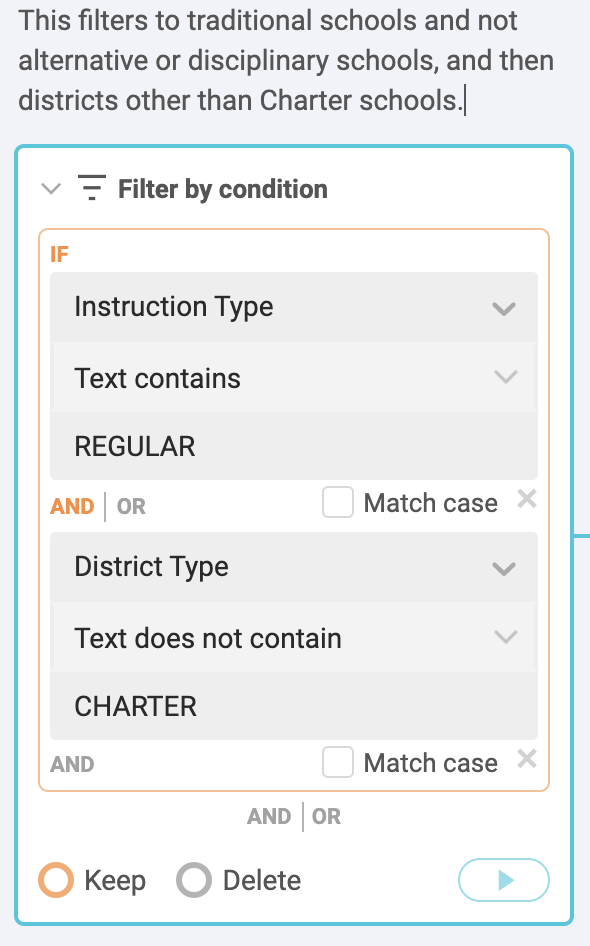 This filters to traditional schools and not
alternative or disciplinary schools, and then
districts other than Charter schools.
Filter by condition
IF
Instruction Type
Text contains
REGULAR
AND | OR Match case ×
District Type
Text does not contain
CHARTER
AND Match case ×
AND | OR
Keep Delete